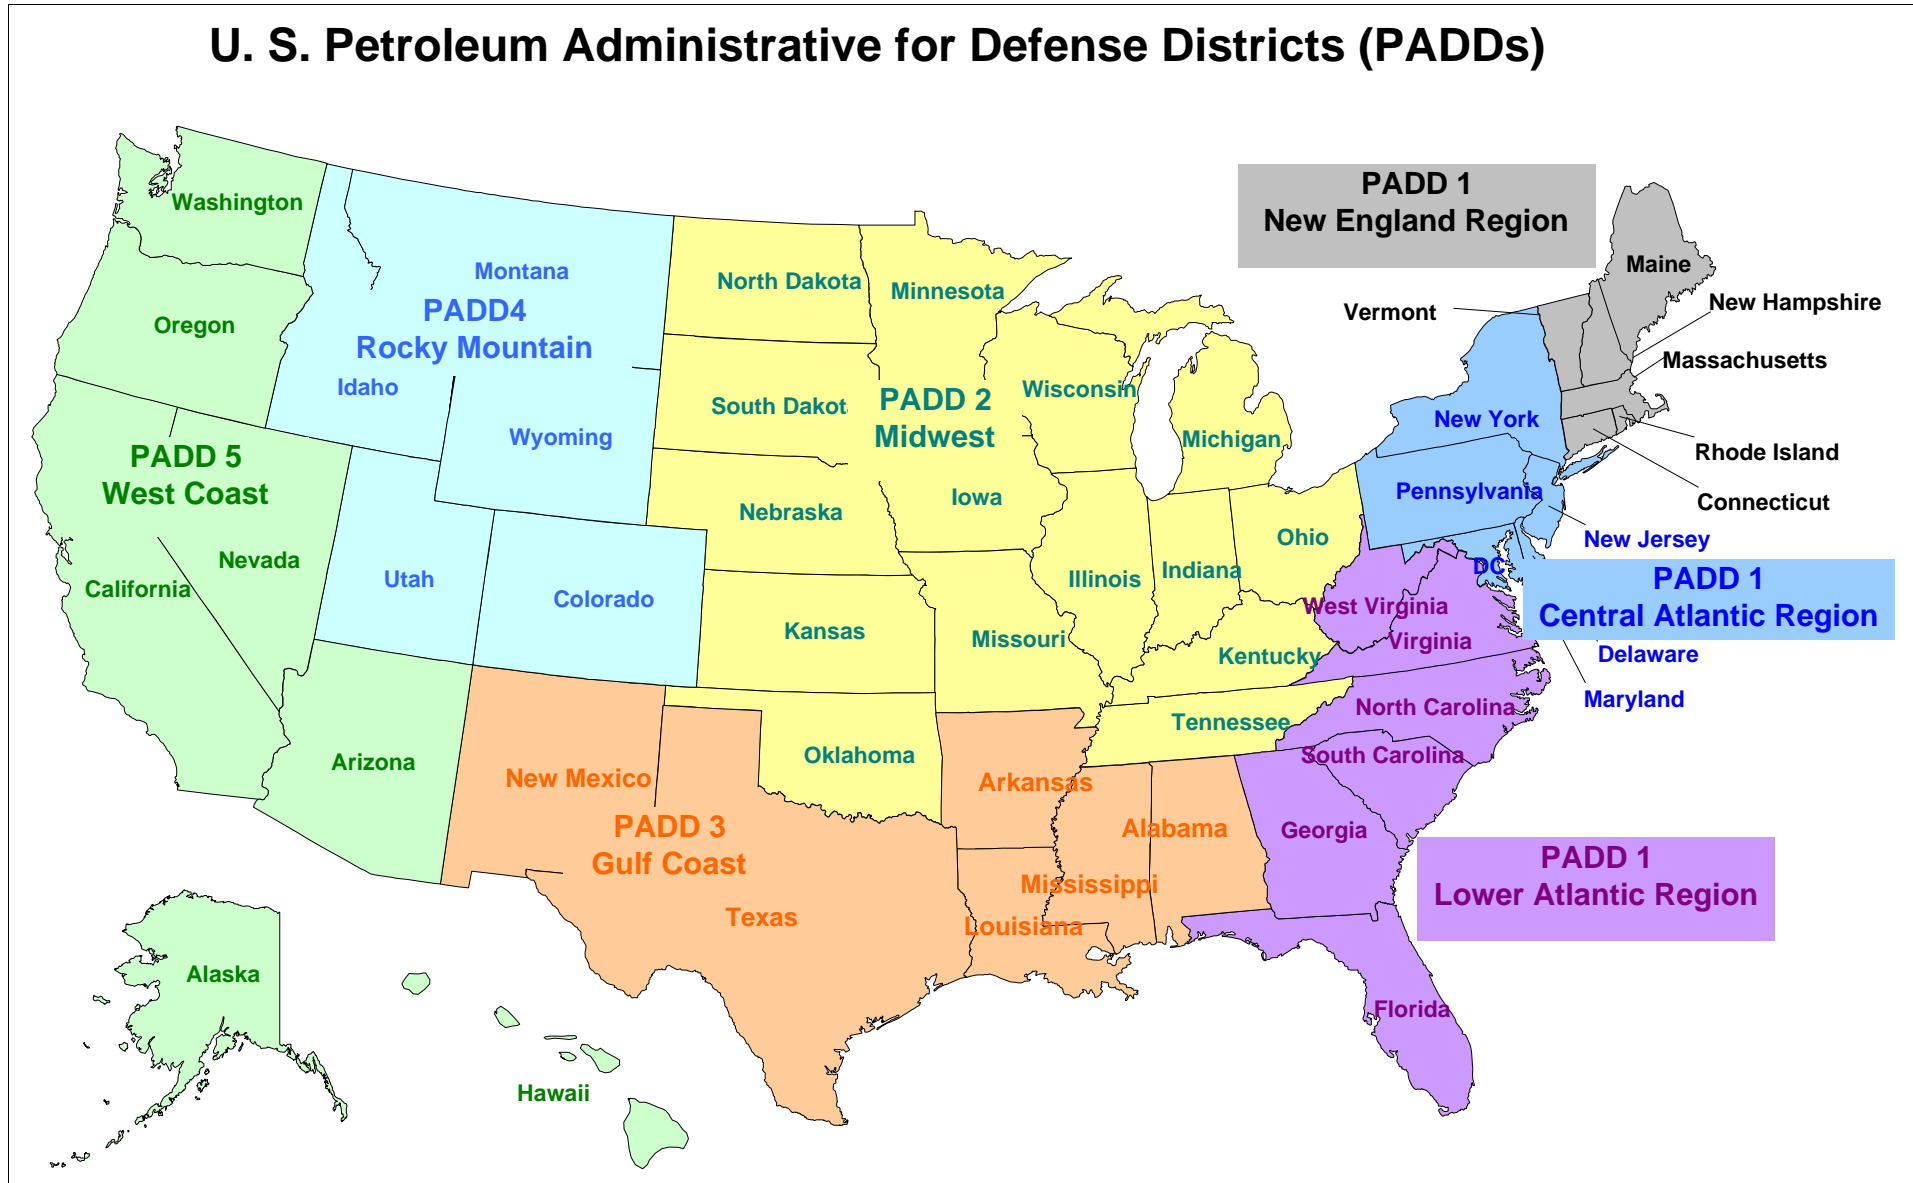 U. S. Petroleum Administrative for Defense Districts (PADDs)
PADD 1
New England Region
Washington
Maine
Montana
North Dakota
Minnesota
New Hampshire
Vermont
PADD4
Rocky Mountain
Oregon
Massachusetts
Idaho
Wisconsin
South Dakot
PADD 2
Midwest
New York
Wyoming
Michigan
Rhode Island
PADD 5
West Coast
Pennsylvania
Iowa
Connecticut
Nebraska
Ohio
New Jersey
Nevada
DC
Indiana
Illinois
Utah
California
Colorado
PADD 1
Central Atlantic Region
West Virginia
Kansas
Missouri
Virginia
Kentucky
Delaware
Maryland
North Carolina
Tennessee
Oklahoma
South Carolina
Arizona
New Mexico
Arkansas
PADD 3
Gulf Coast
Alabama
Georgia
PADD 1
Lower Atlantic Region
Mississippi
Texas
Louisiana
Alaska
Florida
Hawaii